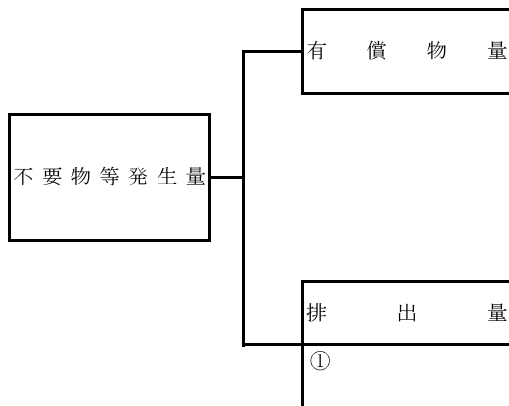 有償物量
不要物等発生量
排出量
①